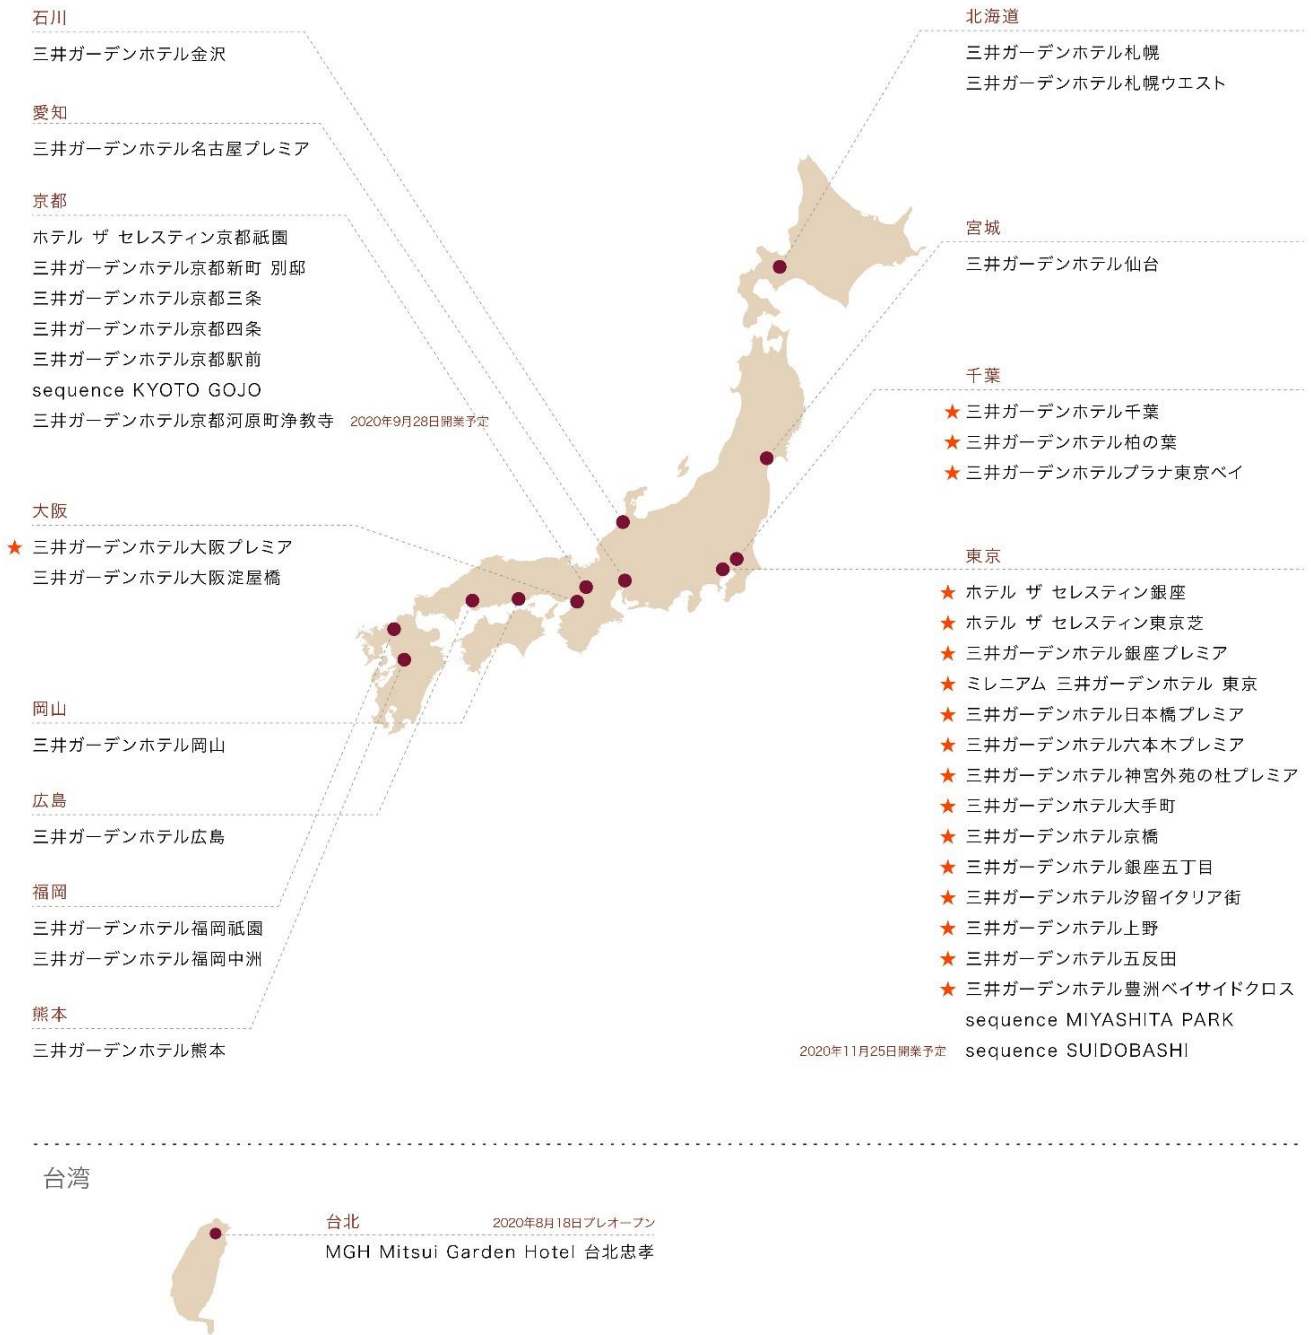 石川
三井ガーデンホテル金沢
愛知
三井ガーデンホテル名古屋プレミア
京都
ホテル ザ セレスティン京都祇園
三井ガーデンホテル京都新町 別邸
三井ガーデンホテル京都三条
三井ガーデンホテル京都四条
三井ガーデンホテル京都駅前
sequence KYOTO GOJO
三井ガーデンホテル京都河原町浄教寺 2020年9月28日開業予定
大阪
★ 三井ガーデンホテル大阪プレミア
三井ガーデンホテル大阪淀屋橋
岡山
三井ガーデンホテル岡山
広島
三井ガーデンホテル広島
福岡
三井ガーデンホテル福岡祇園
三井ガーデンホテル福岡中洲
熊本
三井ガーデンホテル熊本
北海道
三井ガーデンホテル札幌
三井ガーデンホテル札幌ウエスト
宮城
三井ガーデンホテル仙台
千葉
★ 三井ガーデンホテル千葉
★ 三井ガーデンホテル柏の葉
★ 三井ガーデンホテルプラナ東京ベイ
東京
★ ホテル ザ セレスティン銀座
★ ホテル ザ セレスティン東京芝
★ 三井ガーデンホテル銀座プレミア
★ ミレニアム 三井ガーデンホテル 東京
★ 三井ガーデンホテル日本橋プレミア
★ 三井ガーデンホテル六本木プレミア
★ 三井ガーデンホテル神宮外苑の杜プレミア
★ 三井ガーデンホテル大手町
★ 三井ガーデンホテル京橋
★ 三井ガーデンホテル銀座五丁目
★ 三井ガーデンホテル汐留イタリア街
★ 三井ガーデンホテル上野
★ 三井ガーデンホテル五反田
★ 三井ガーデンホテル豊洲ベイサイドクロス
sequence MIYASHITA PARK
2020年11月25日開業予定 sequence SUIDOBASHI
台湾
台北 2020年8月18日プレオープン
MGH Mitsui Garden Hotel 台北忠孝